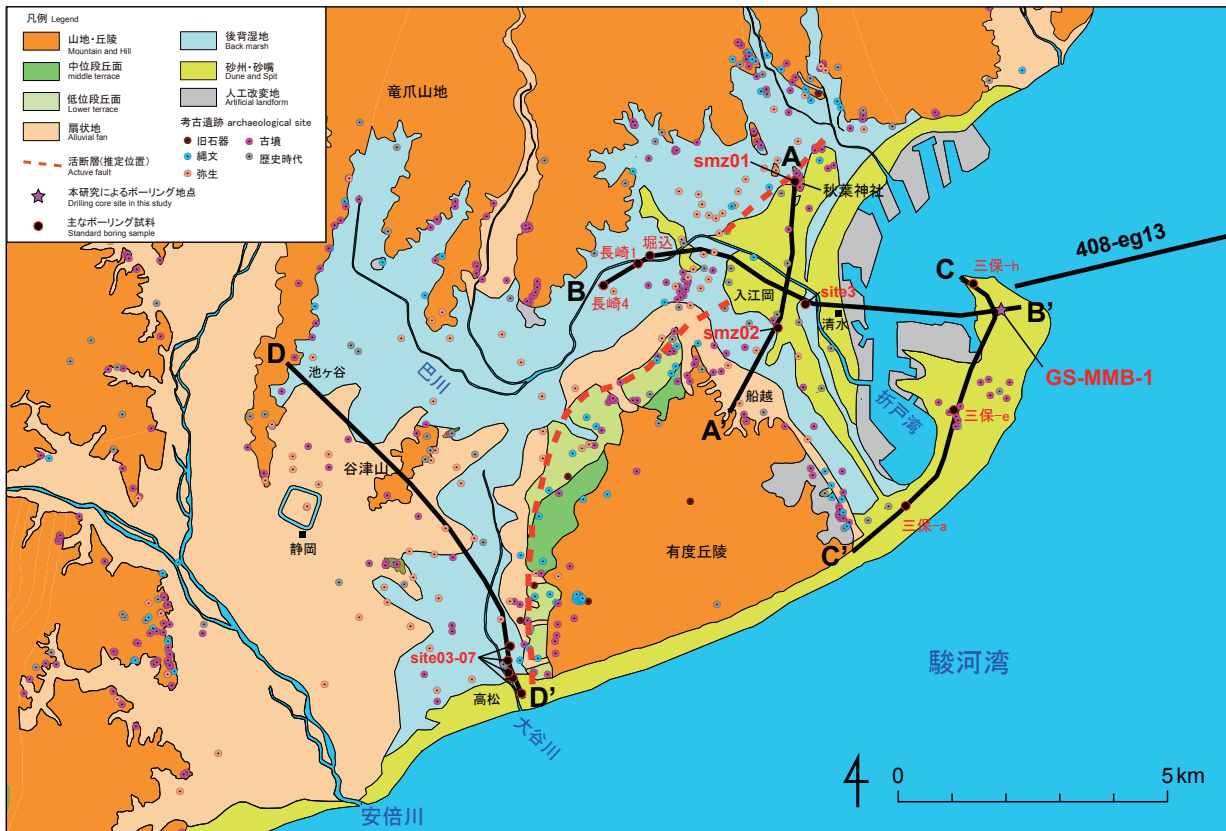 凡例 Legend
山地・丘陵
Mountain and Hill
中位段丘面
middle terrace
低位段丘面
Lower terrace
扇状地
Alluvial fan
活断層(推定位置)
Actuve fault
本研究によるボーリング地点
Drilling core site in this study
主なボーリング試料
Standard boring sample
後背湿地
Back marsh
砂州・砂嘴
Dune and Spit
人工改変地
Artificial landform
考古遺跡 archaeological site
旧石器
縄文
弥生
古墳
歴史時代
竜爪山地
smz01
A
秋葉神社
408-eg13
長崎1
堀込
B
長崎4
入江岡
site3
清水
smz02
C
三保-h
B'
GS-MMB-1
D
池ヶ谷
巴川
船越
A'
折戸湾
三保-e
谷津山
静岡
有度丘陵
三保-a
C'
site03-07
高松
D'
大谷川
駿河湾
安倍川
0
5 km